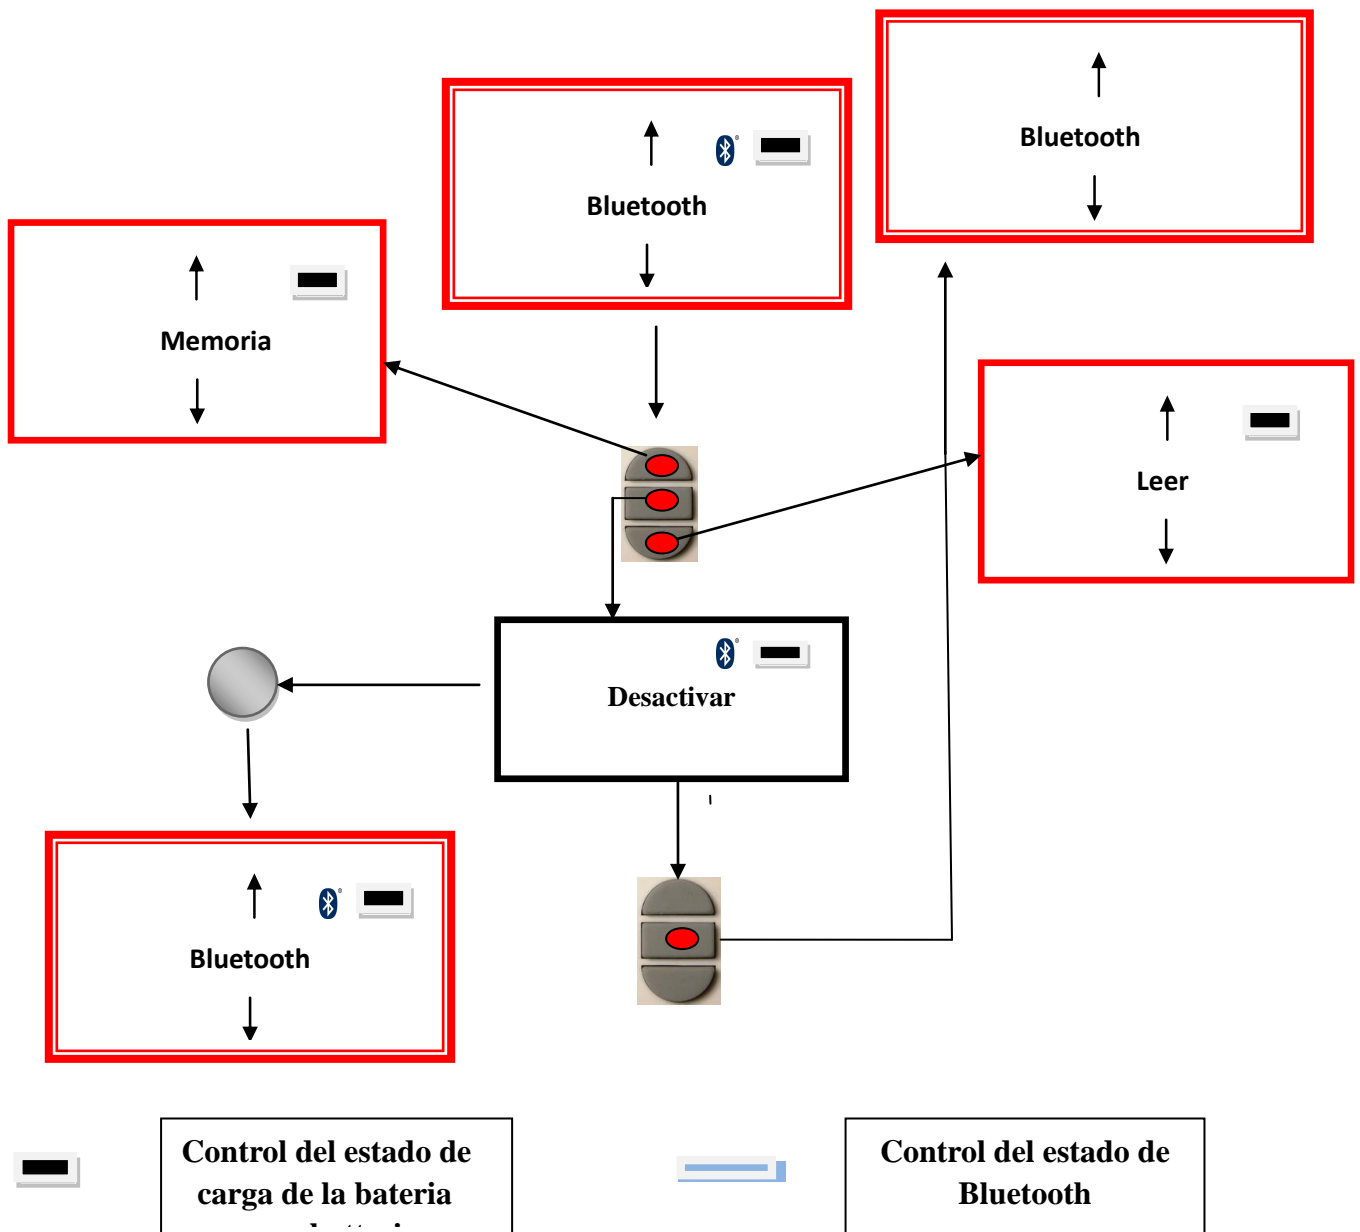 Bluetooth
Bluetooth
Memoria
Leer
Desactivar
Bluetooth
Control del estado de
carga de la bateria
Control del estado de
Bluetooth